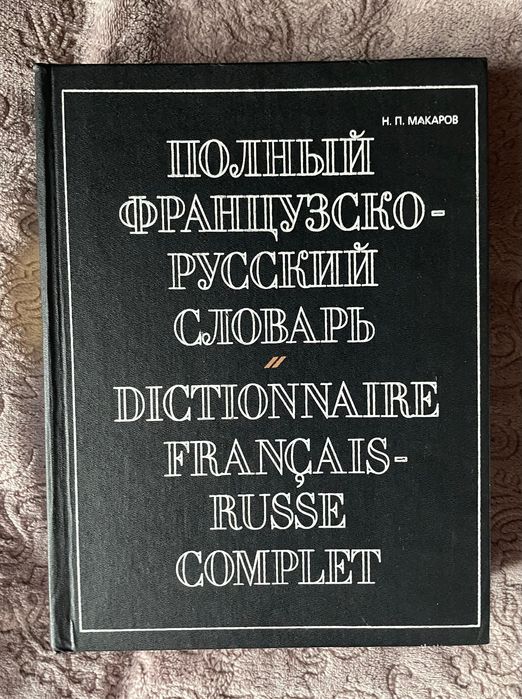 Н. П. МАКАРОВ
ПОЛНЫЙ
ФРАНЦУЗСКО-
РУССКИЙ
СЛОВАРЬ
//
DICTIONNAIRE
FRANÇAIS-
RUSSE
COMPLET